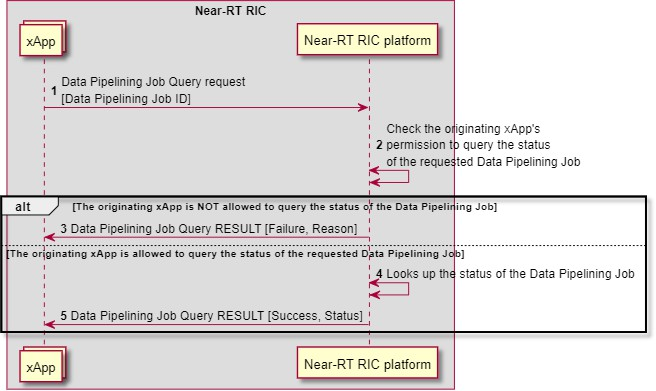 Near-RT RIC
xApp
Near-RT RIC platform
1 Data Pipelining Job Query request
[Data Pipelining Job ID]
Check the originating xApp's
2 permission to query the status
of the requested Data Pipelining Job
alt [The originating xApp is NOT allowed to query the status of the Data Pipelining Job]
3 Data Pipelining Job Query RESULT [Failure, Reason]
[The originating xApp is allowed to query the status of the requested Data Pipelining Job]
4 Looks up the status of the Data Pipelining Job
5 Data Pipelining Job Query RESULT [Success, Status]
xApp
Near-RT RIC platform